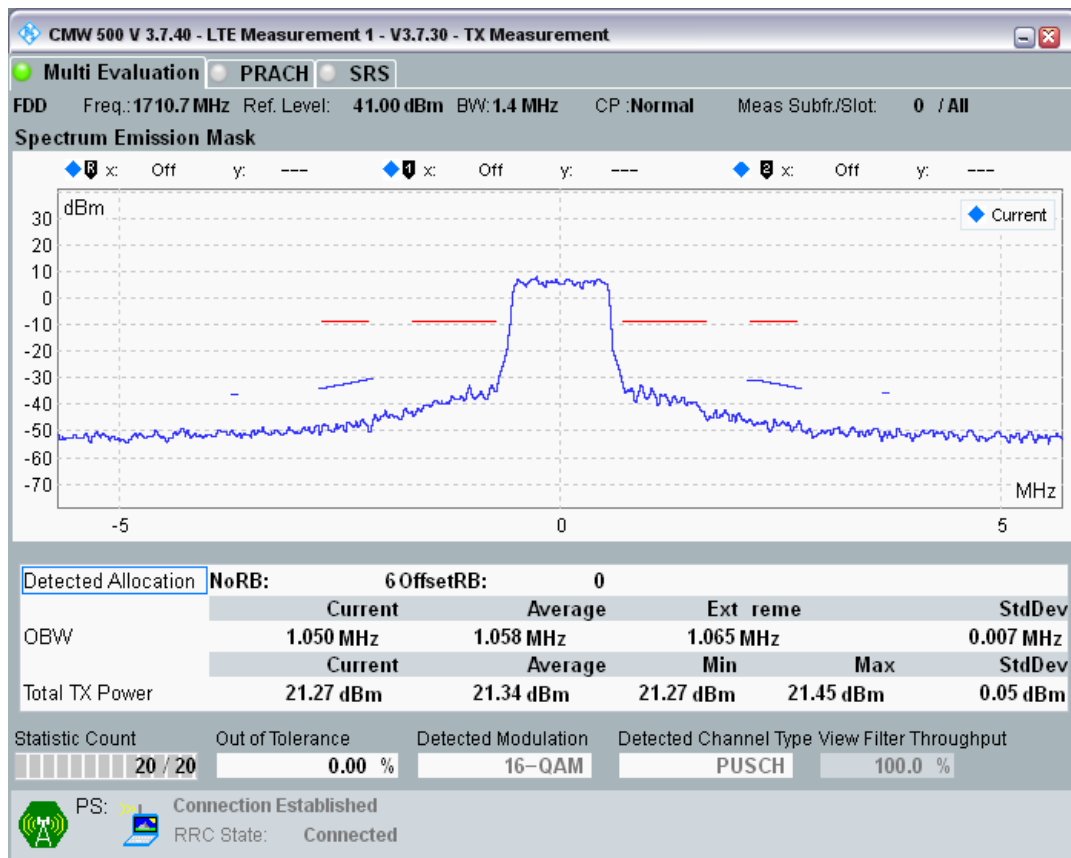 CMW 500 V 3.7.40 - LTE Measurement 1 - V3.7.30 - TX Measurement
Multi Evaluation PRACH SRS
FDD Freq.:1710.7 MHz Ref. Level: 41.00 dBm BW:1.4 MHz CP :Normal Meas Subfr./Slot: 0 / All
Spectrum Emission Mask
R x: Off y: --- 1 x: Off y: --- 2 x: Off y: ---
dBm
Current
30
20
10
0
-10
-20
-30
-40
-50
-60
-70
MHz
-5 0 5
Detected Allocation NoRB: 6 OffsetRB: 0
Current Average Ext reme StdDev
OBW 1.050 MHz 1.058 MHz 1.065 MHz 0.007 MHz
Current Average Min Max StdDev
Total TX Power 21.27 dBm 21.34 dBm 21.27 dBm 21.45 dBm 0.05 dBm
Statistic Count Out of Tolerance Detected Modulation Detected Channel Type View Filter Throughput
20 / 20 0.00 % 16-QAM PUSCH 100.0 %
PS: Connection Established
RRC State: Connected